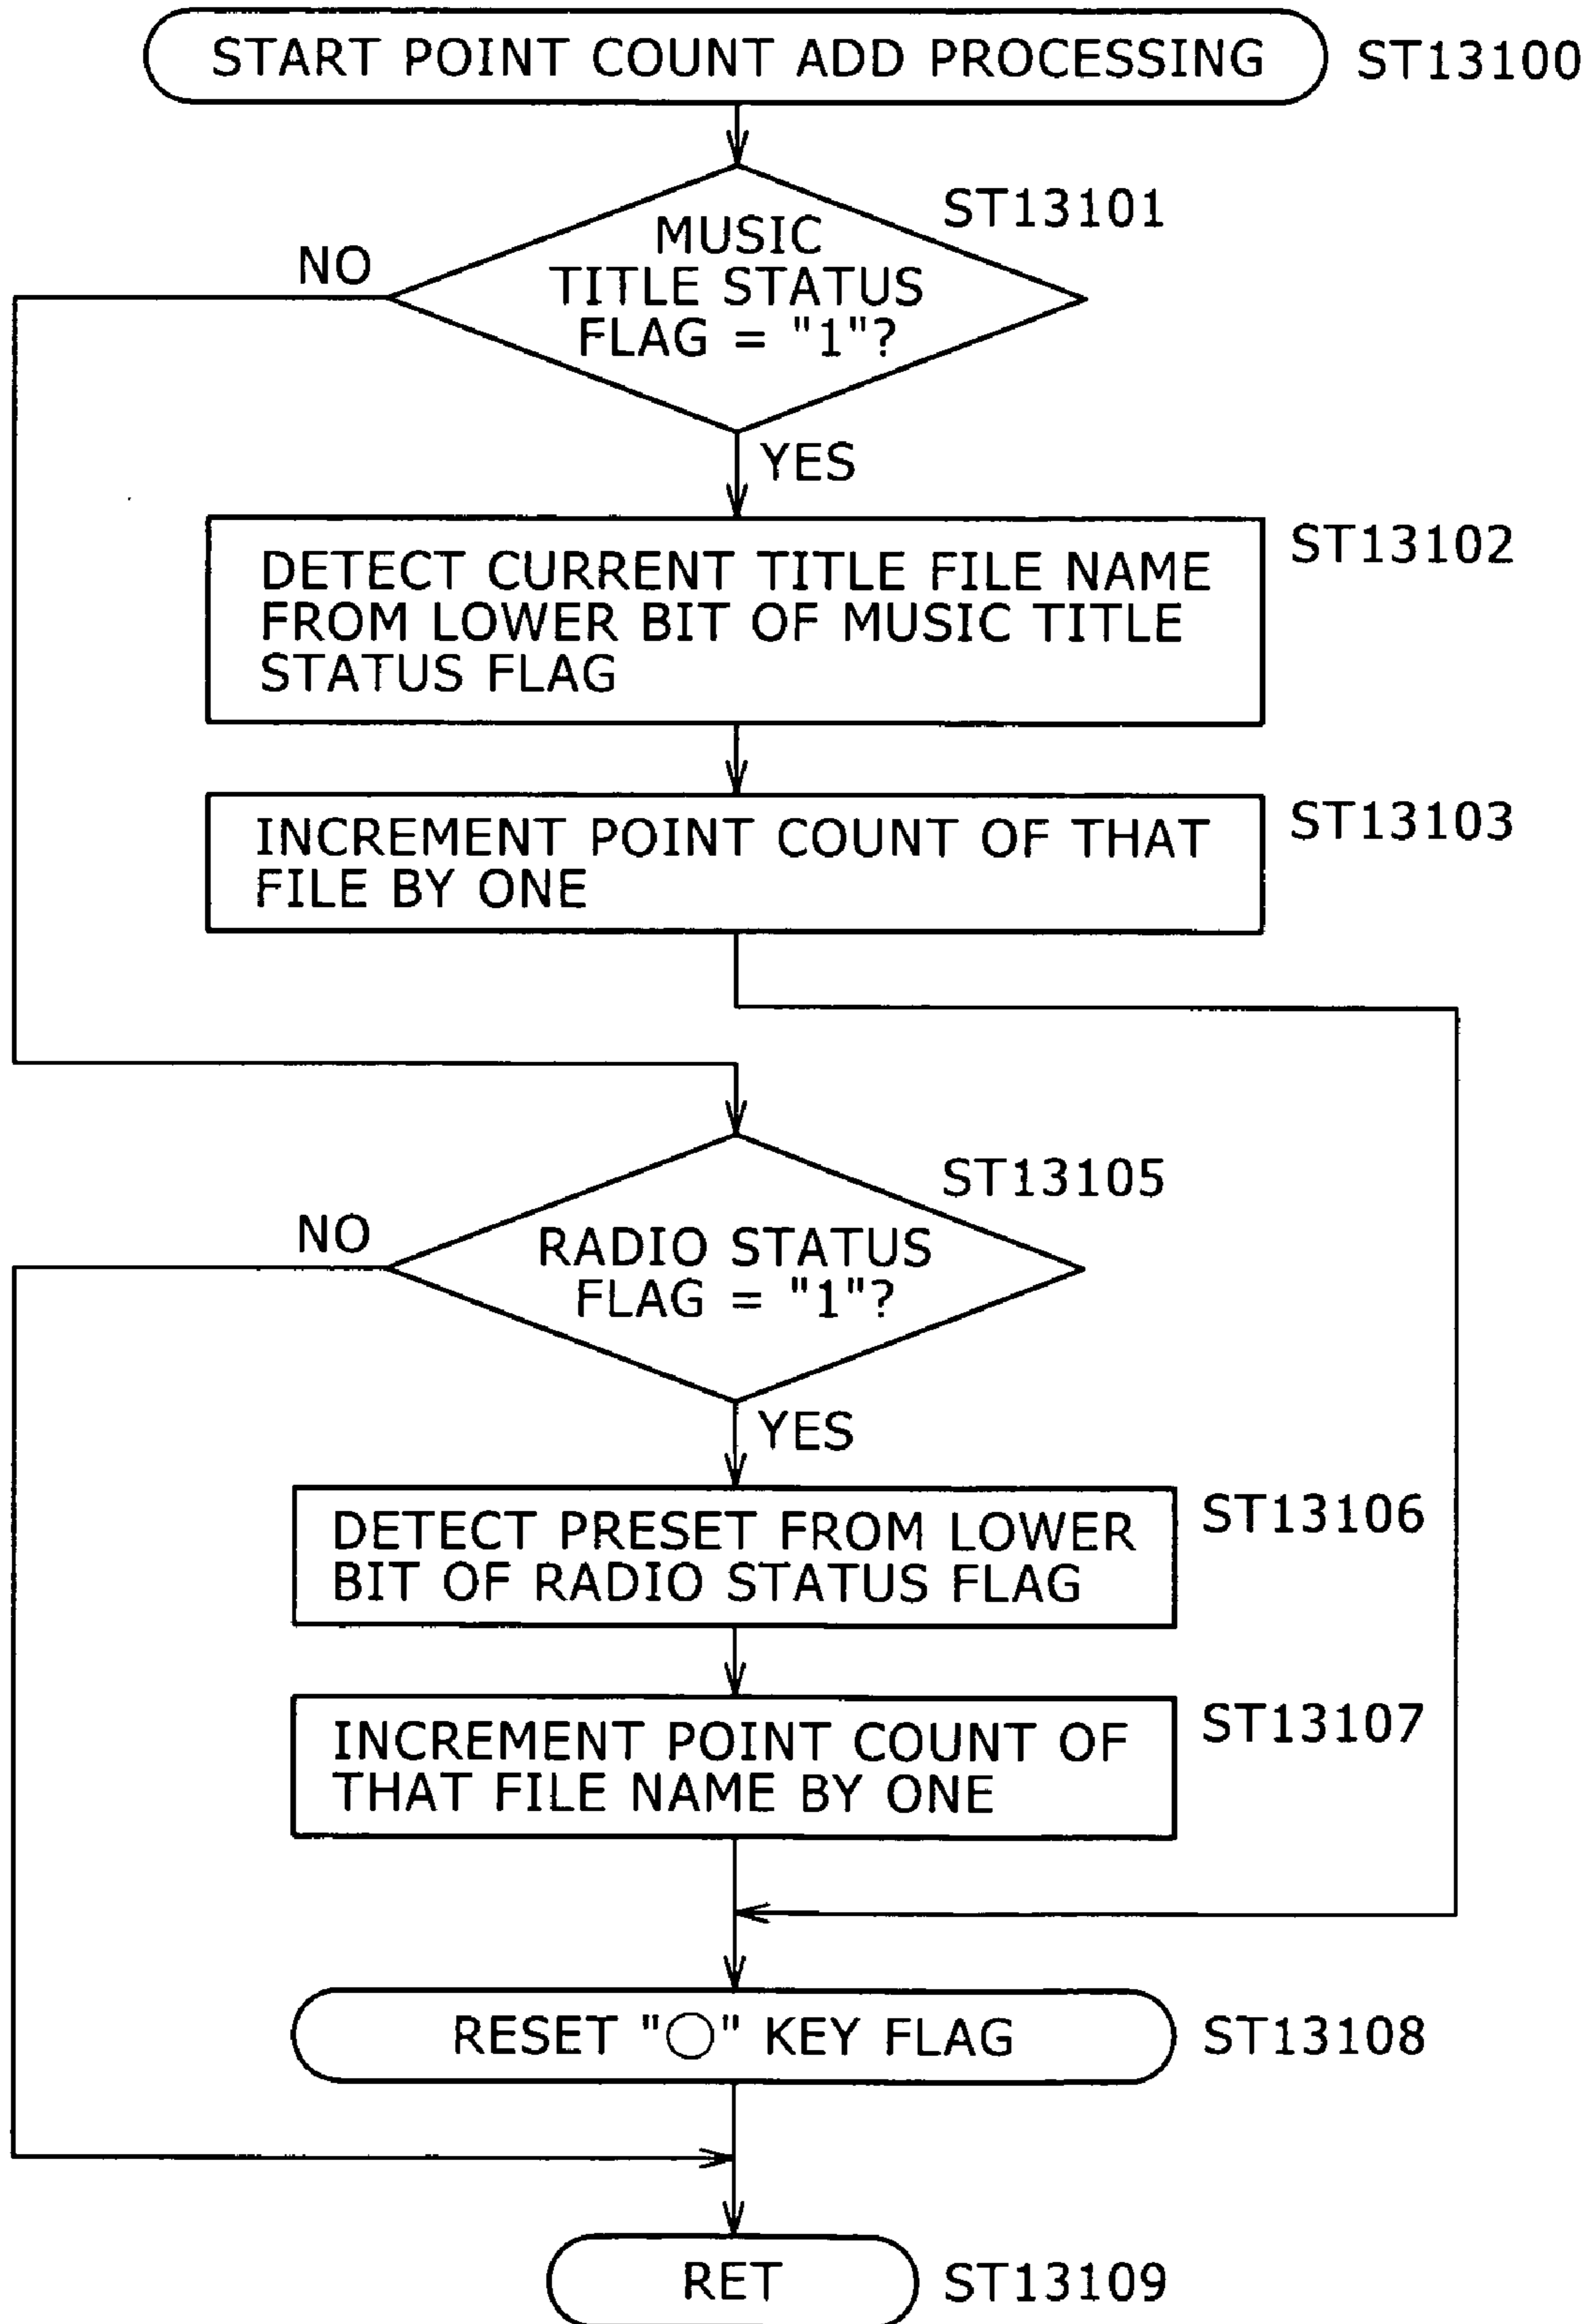 START POINT COUNT ADD PROCESSING ST13100
ST13101
MUSIC
NO
TITLE STATUS
FLAG = "1"?
YES
DETECT CURRENT TITLE FILE NAME ST13102
FROM LOWER BIT OF MUSIC TITLE
STATUS FLAG
INCREMENT POINT COUNT OF THAT ST13103
FILE BY ONE
ST13105
NO
RADIO STATUS
FLAG = "1"?
YES
DETECT PRESET FROM LOWER ST13106
BIT OF RADIO STATUS FLAG
INCREMENT POINT COUNT OF ST13107
THAT FILE NAME BY ONE
RESET "○" KEY FLAG ST13108
RET ST13109